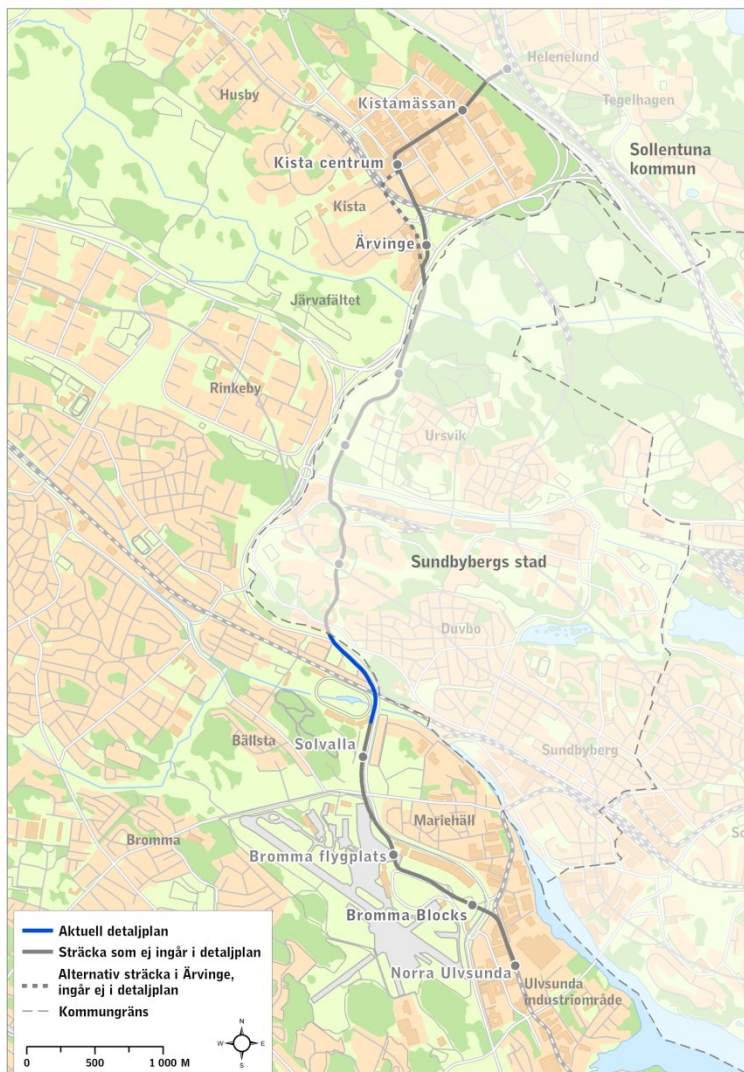 Helenelund
Husby
Tegelhagen
Kistamässan
Sollentuna
kommun
Kista centrum
Kista
Ärvinge
Järvafältet
Rinkeby
Ursvik
Sundbybergs stad
Duvbo
Bällsta
Solvalla
Sundbyberg
Mariehäll
Bromma
Bromma flygplats
Bromma Blocks
Norra Ulvsunda
Ulvsunda
industriområde
Aktuell detaljplan
Sträcka som ej ingår i detaljplan
Alternativ sträcka i Ärvinge,
ingår ej i detaljplan
Kommungräns
N
W E
S
0 500 1 000 M